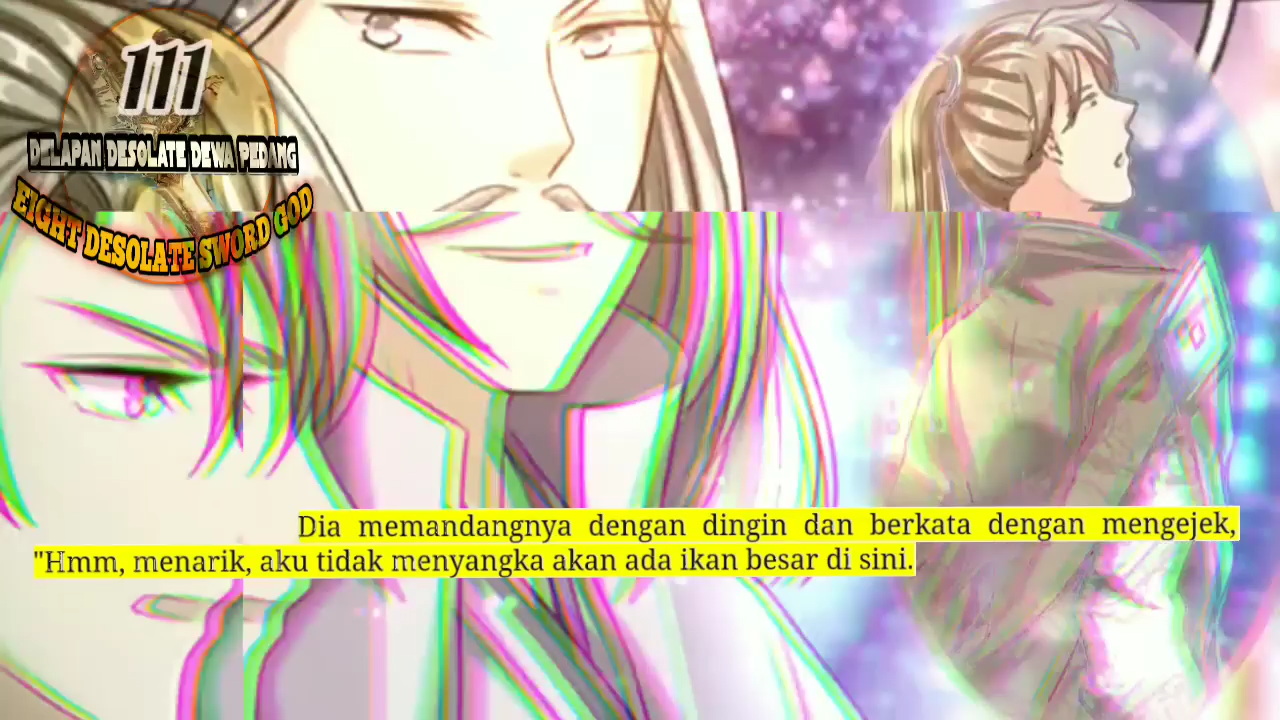 111
DELAPAN DESOLATE DEWA PEDANG
EIGHT DESOLATE SWORD GOD
Dia memandangnya dengan dingin dan berkata dengan mengejek,
"Hmm, menarik, aku tidak menyangka akan ada ikan besar di sini.